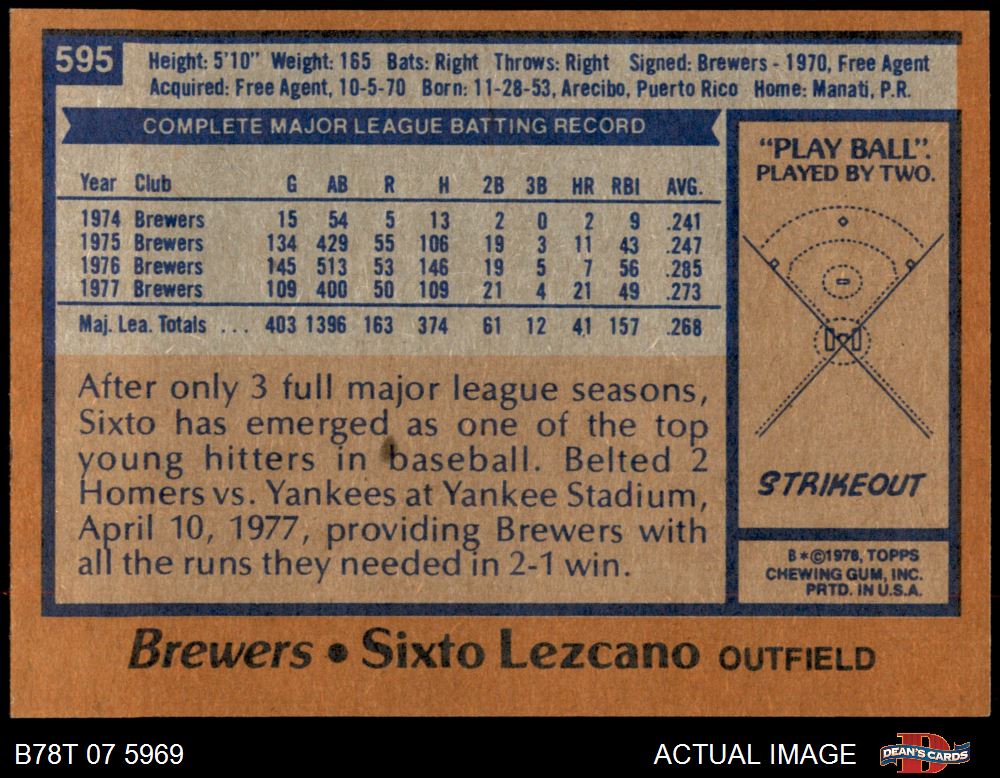 595
Height: 5'10" Weight: 165 Bats: Right Throws: Right Signed: Brewers - 1970, Free Agent
Acquired: Free Agent, 10-5-70 Born: 11-28-53, Arecibo, Puerto Rico Home: Manati, P.R.
COMPLETE MAJOR LEAGUE BATTING RECORD
Year Club G AB R H 2B 3B HR RBI AVG.
1974 Brewers 15 54 5 13 2 0 2 9 .241
1975 Brewers 134 429 55 106 19 3 11 43 .247
1976 Brewers 145 513 53 146 19 5 7 56 .285
1977 Brewers 109 400 50 109 21 4 21 49 .273
Maj. Lea. Totals ... 403 1396 163 374 61 12 41 157 .268
After only 3 full major league seasons,
Sixto has emerged as one of the top
young hitters in baseball. Belted 2
Homers vs. Yankees at Yankee Stadium,
April 10, 1977, providing Brewers with
all the runs they needed in 2-1 win.
"PLAY BALL".
PLAYED BY TWO.
STRIKEOUT
B*©1978, TOPPS
CHEWING GUM, INC.
PRTD. IN U.S.A.
Brewers • Sixto Lezcano OUTFIELD
B78T 07 5969
ACTUAL IMAGE
DEAN'S CARDS